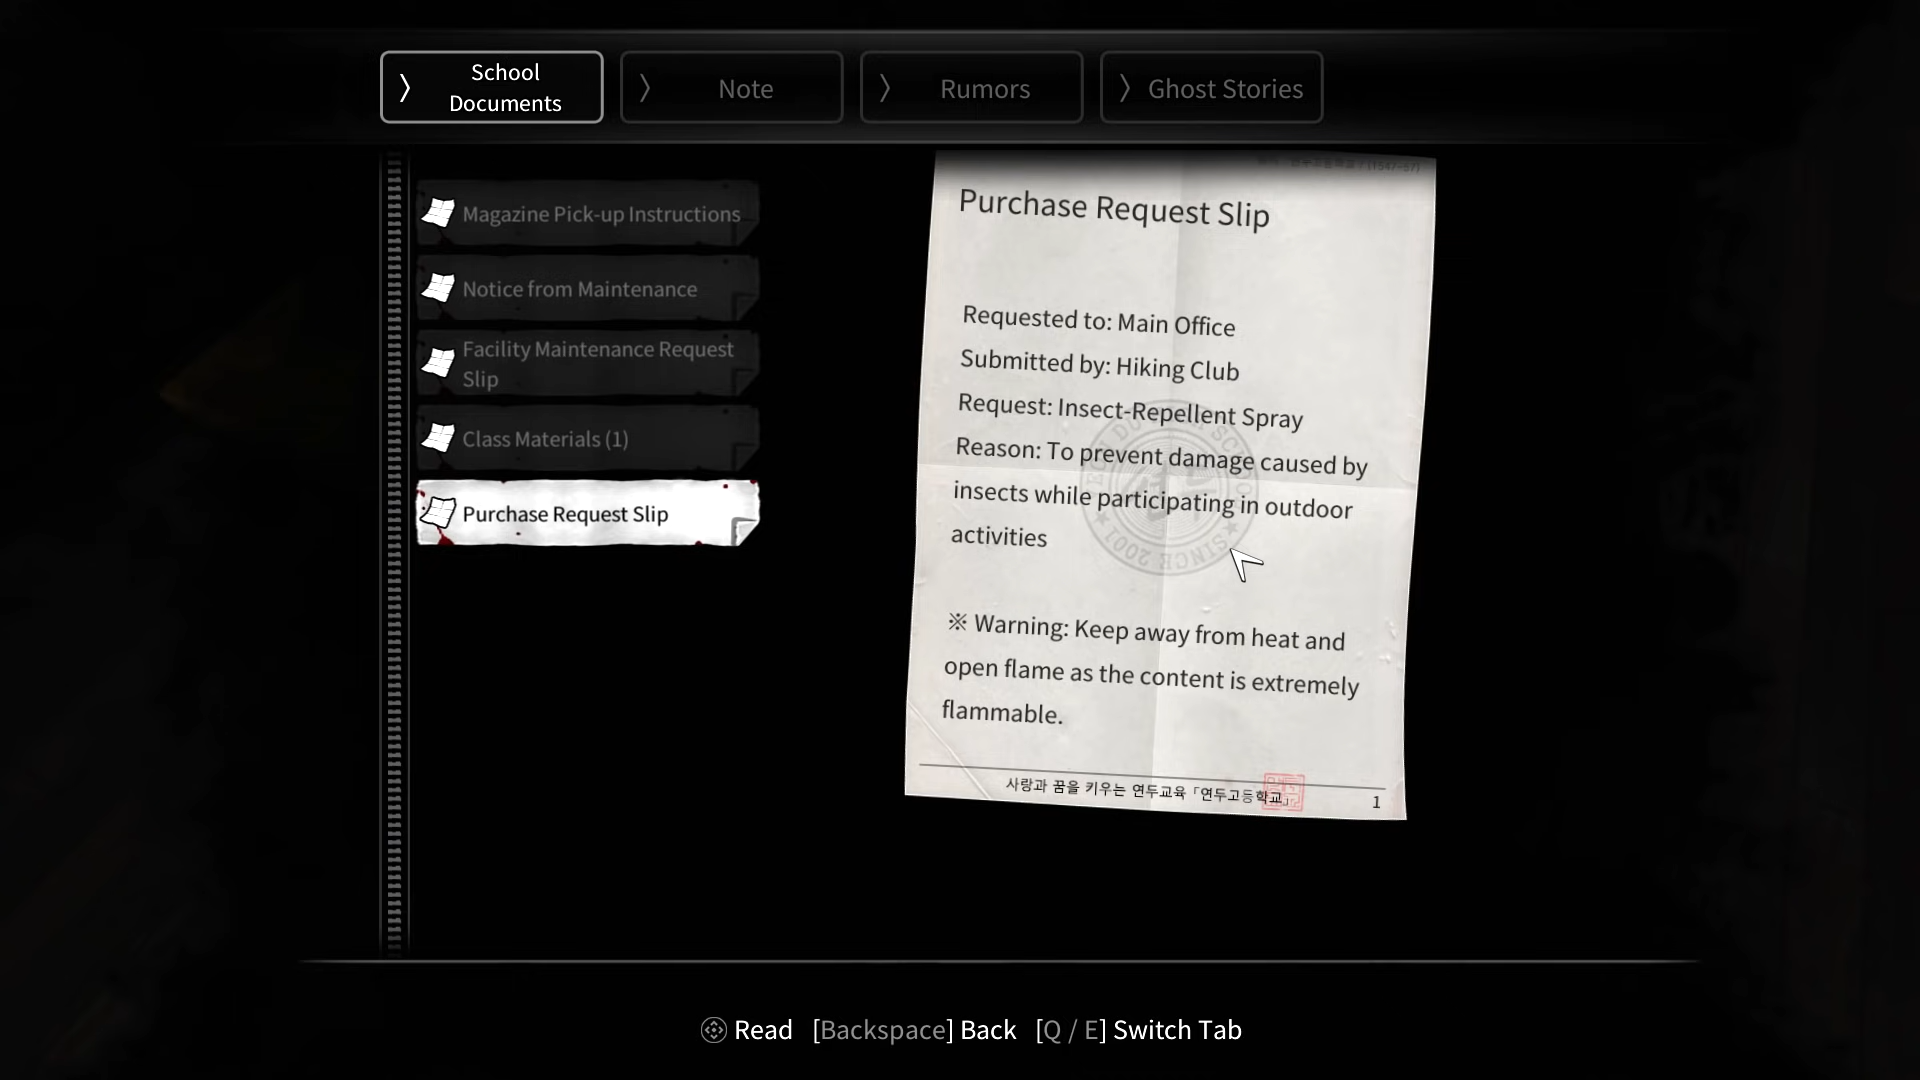 School
Documents
Note
Rumors
Ghost Stories
Magazine Pick-up Instructions
Notice from Maintenance
Facility Maintenance Request
Slip
Class Materials (1)
Purchase Request Slip
Purchase Request Slip
Requested to: Main Office
Submitted by: Hiking Club
Request: Insect-Repellent Spray
Reason: To prevent damage caused by
insects while participating in outdoor
activities
※ Warning: Keep away from heat and
open flame as the content is extremely
flammable.
사랑과 꿈을 키우는 연두교육 「연두고등학교」
1
SINCE 2001
Read [Backspace] Back [Q / E] Switch Tab